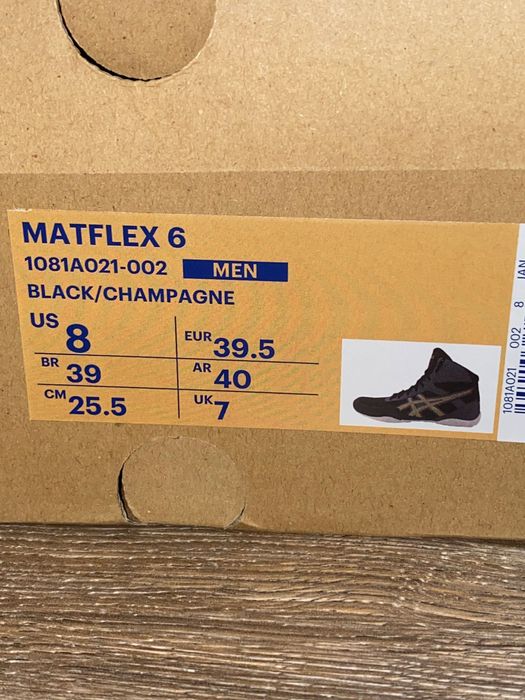 MATFLEX 6
1081A021-002 MEN
BLACK/CHAMPAGNE
US 8 EUR 39.5
BR 39 AR 40
CM 25.5 UK 7
1081A021 002 8 JAN